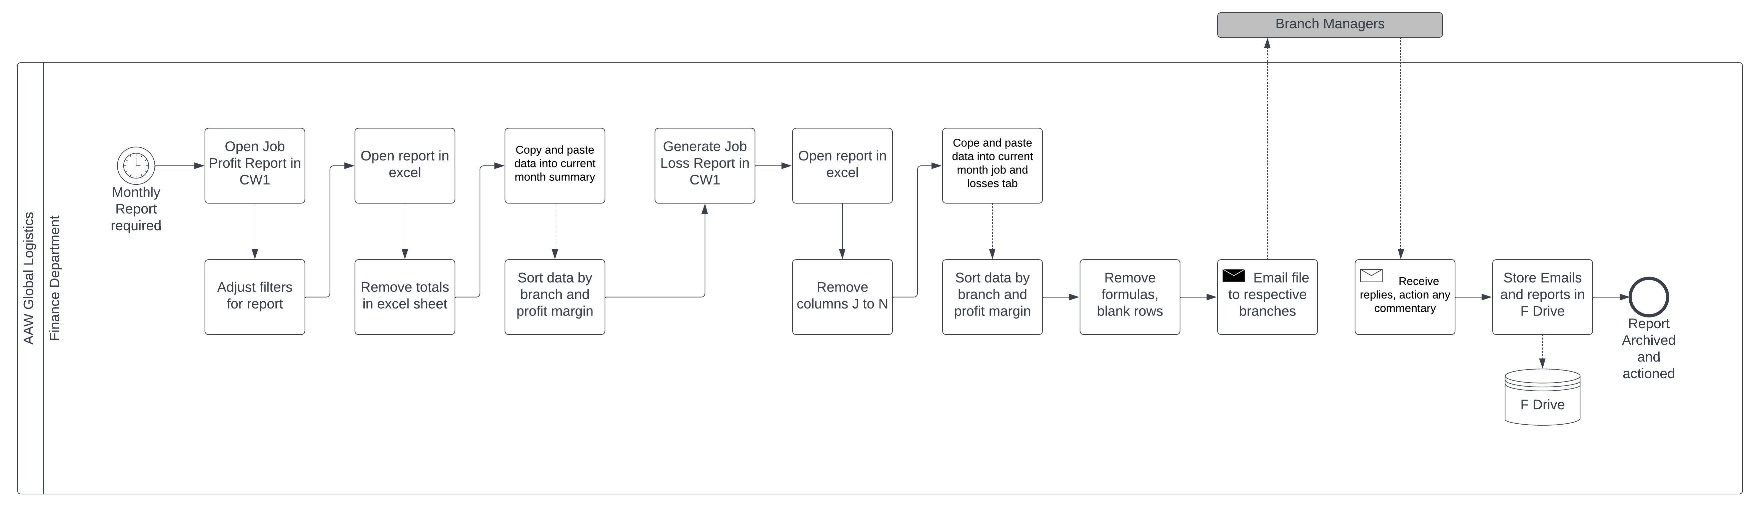 Branch Managers
AAW Global Logistics
Finance Department
Monthly
Report
required
Open Job
Profit Report in
CW1
Adjust filters
for report
Open report in
excel
Remove totals
in excel sheet
Copy and paste
data into current
month summary
Sort data by
branch and
profit margin
Generate Job
Loss Report in
CW1
Open report in
excel
Remove
columns J to N
Cope and paste
data into current
month job and
losses tab
Sort data by
branch and
profit margin
Remove
formulas,
blank rows
Email file
to respective
branches
Receive
replies, action any
commentary
Store Emails
and reports in
F Drive
F Drive
Report
Archived
and
actioned